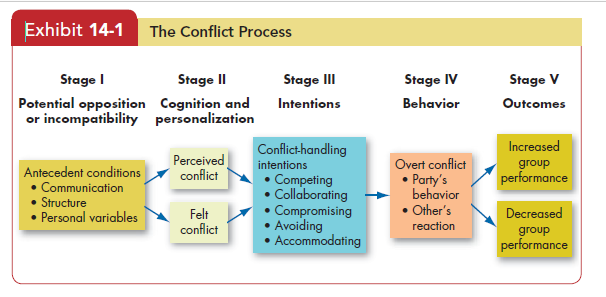 Exhibit 14-1 The Conflict Process
Stage I
Potential opposition
or incompatibility
Stage II
Cognition and
personalization
Stage III
Intentions
Stage IV
Behavior
Stage V
Outcomes
Antecedent conditions
• Communication
• Structure
• Personal variables
Perceived
conflict
Felt
conflict
Conflict-handling
intentions
• Competing
• Collaborating
• Compromising
• Avoiding
• Accommodating
Overt conflict
• Party's
behavior
• Other's
reaction
Increased
group
performance
Decreased
group
performance